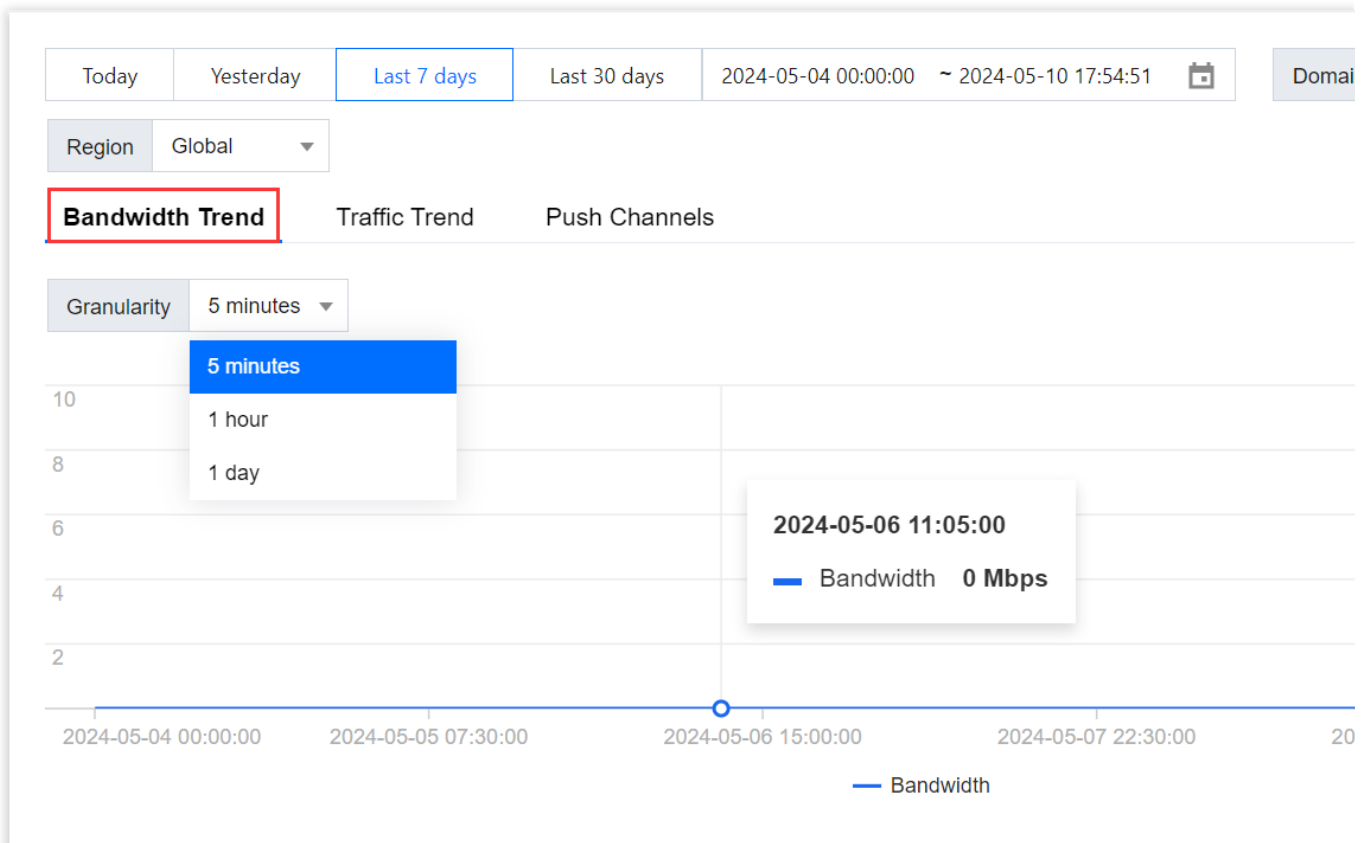 Today Yesterday Last 7 days Last 30 days 2024-05-04 00:00:00 ~ 2024-05-10 17:54:51 Domai
Region Global
Bandwidth Trend Traffic Trend Push Channels
Granularity 5 minutes
5 minutes
1 hour
1 day
10
8
6
4
2
2024-05-06 11:05:00
Bandwidth 0 Mbps
2024-05-04 00:00:00 2024-05-05 07:30:00 2024-05-06 15:00:00 2024-05-07 22:30:00 20
Bandwidth